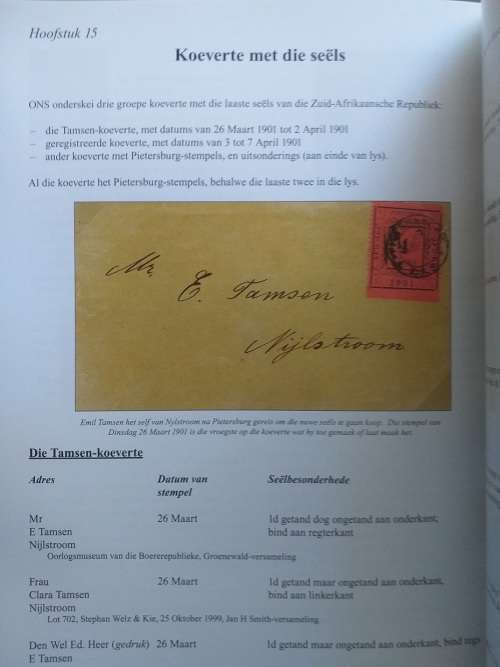 Hoofstuk 15
Koeverte met die seëls
ONS onderskei drie groepe koeverte met die laaste seëls van die Zuid-Afrikaansche Republiek:
– die Tamsen-koeverte, met datums van 26 Maart 1901 tot 2 April 1901
– geregistreerde koeverte, met datums van 3 tot 7 April 1901
– ander koeverte met Pietersburg-stempels, en uitsonderings (aan einde van lys).
Al die koeverte het Pietersburg-stempels, behalwe die laaste twee in die lys.
Mr.
E. Tamsen
Nijlstroom
1901
Emil Tamsen het self van Nylstroom na Pietersburg gereis om die nuwe seëls te gaan koop. Die stempel van
Dinsdag 26 Maart 1901 is die vroegste op die koeverte wat hy toe gemaak of laat maak het.
Die Tamsen-koeverte
Adres Datum van Seëlbesonderhede
stempel
Mr 26 Maart 1d getand dog ongetand aan onderkant;
E Tamsen bind aan regterkant
Nijlstroom
Oorlogsmuseum van die Boererepublieke, Groenewald-versameling
Frau 26 Maart 1d getand maar ongetand aan onderkant,
Clara Tamsen bind aan linkerkant
Nijlstroom
Lot 702, Stephan Welz & Kie, 25 Oktober 1999, Jan H Smith-versameling
Den Wel Ed. Heer (gedruk) 26 Maart 1d getand maar ongetand aan onderkant, bind regs
E Tamsen